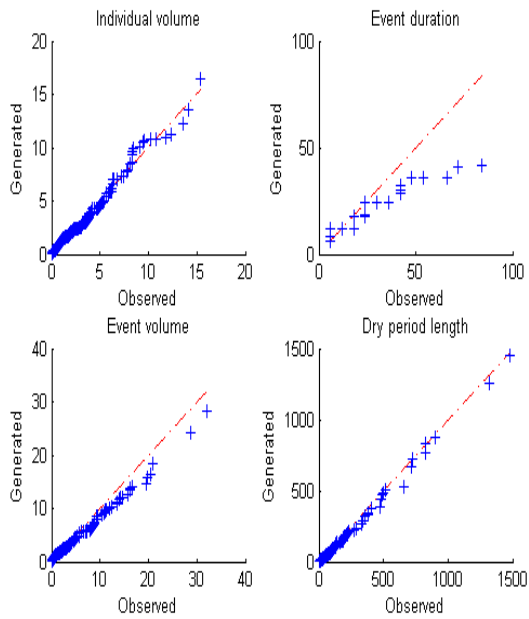 Individual volume
Generated
20
15
10
5
0
0 5 10 15 20
Observed
Event duration
Generated
100
50
0
0 50 100
Observed
Event volume
Generated
40
30
20
10
0
0 10 20 30 40
Observed
Dry period length
Generated
1500
1000
500
0
0 500 1000 1500
Observed